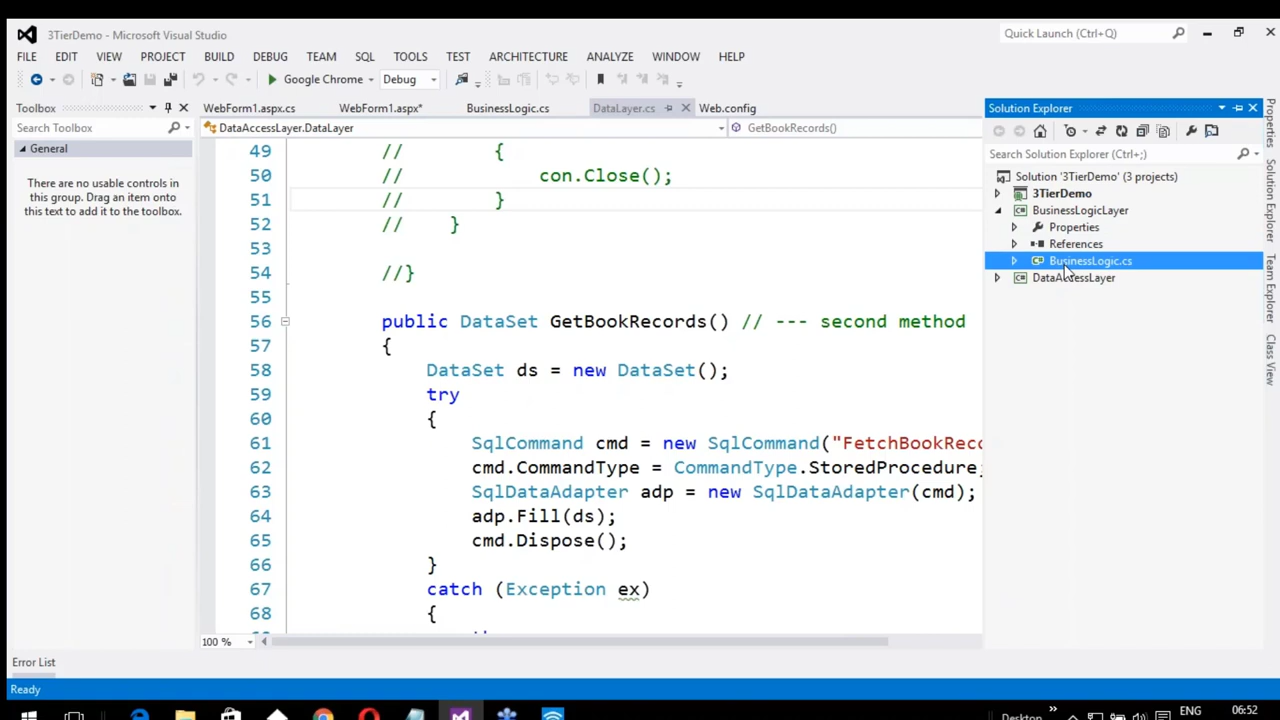 3TierDemo - Microsoft Visual Studio
Quick Launch (Ctrl+Q)
FILE EDIT VIEW PROJECT BUILD DEBUG TEAM SQL TOOLS TEST ARCHITECTURE ANALYZE WINDOW HELP
Google Chrome Debug
Toolbox
Search Toolbox
General
There are no usable controls in
this group. Drag an item onto
this text to add it to the toolbox.
WebForm1.aspx.cs WebForm1.aspx* BusinessLogic.cs DataLayer.cs Web.config
DataAccessLayer.DataLayer GetBookRecords()
49 // {
50 // con.Close();
51 // }
52 // }
53
54 //}
55
56 public DataSet GetBookRecords() // --- second method
57 {
58 DataSet ds = new DataSet();
59 try
60 {
61 SqlCommand cmd = new SqlCommand("FetchBookReco
62 cmd.CommandType = CommandType.StoredProcedure;
63 SqlDataAdapter adp = new SqlDataAdapter(cmd);
64 adp.Fill(ds);
65 cmd.Dispose();
66 }
67 catch (Exception ex)
68 {
100 %
Solution Explorer
Search Solution Explorer (Ctrl+;)
Solution '3TierDemo' (3 projects)
3TierDemo
BusinessLogicLayer
Properties
References
BusinessLogic.cs
DataAccessLayer
Properties
Solution Explorer
Team Explorer
Class View
Error List
Ready
Desktop
ENG
06:52